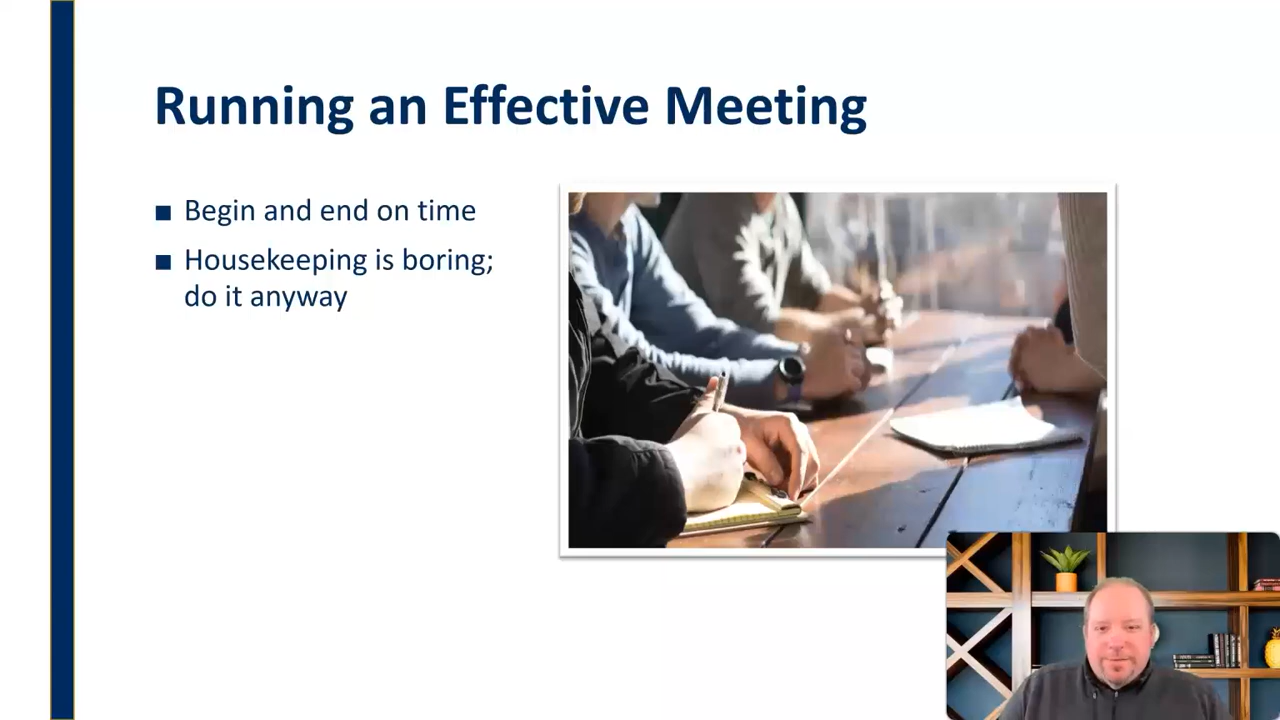 Running an Effective Meeting
■ Begin and end on time
■ Housekeeping is boring;
do it anyway